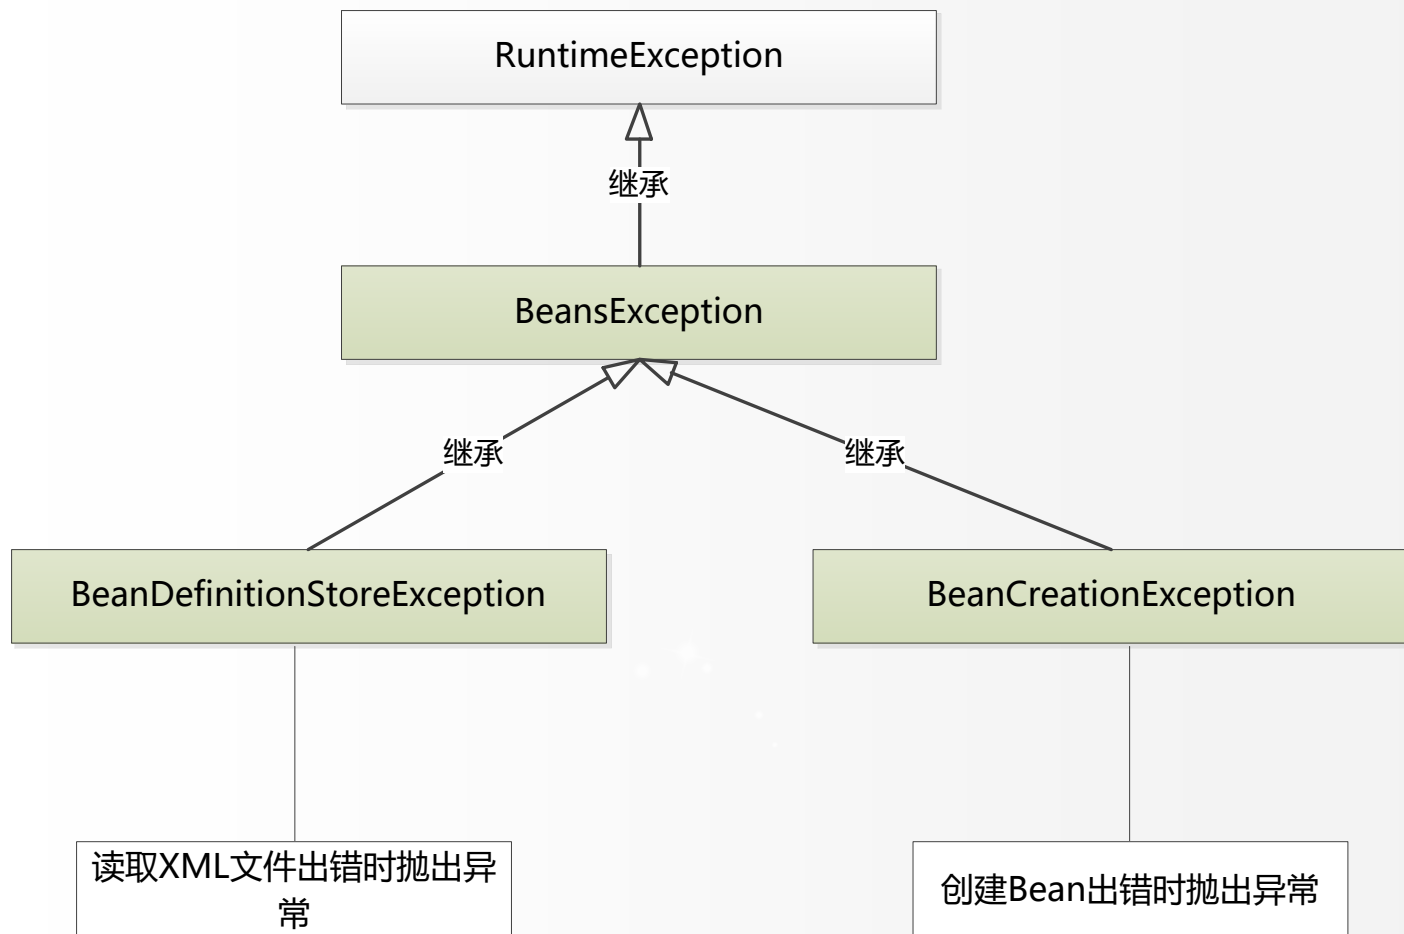 RuntimeException
继承
BeansException
继承
继承
BeanDefinitionStoreException
BeanCreationException
读取XML文件出错时抛出异
常
创建Bean出错时抛出异常